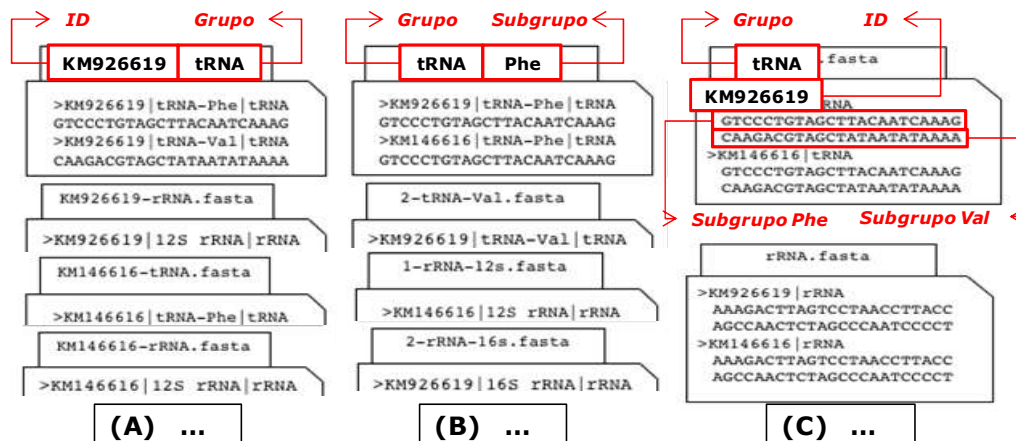 ID Grupo
KM926619 tRNA
>KM926619|tRNA-Phe|tRNA
GTCCCTGTAGCTTACAATCAAAG
>KM926619|tRNA-Val|tRNA
CAAGACGTAGCTATAATATAAAA
KM926619-rRNA.fasta
>KM926619|12S rRNA|rRNA
KM146616-tRNA.fasta
>KM146616|tRNA-Phe|tRNA
KM146616-rRNA.fasta
>KM146616|12S rRNA|rRNA
(A) ...
Grupo Subgrupo
tRNA Phe
>KM926619|tRNA-Phe|tRNA
GTCCCTGTAGCTTACAATCAAAG
>KM146616|tRNA-Phe|tRNA
GTCCCTGTAGCTTACAATCAAAG
2-tRNA-Val.fasta
>KM926619|tRNA-Val|tRNA
1-rRNA-12s.fasta
>KM146616|12S rRNA|rRNA
2-rRNA-16s.fasta
>KM926619|16S rRNA|rRNA
(B) ...
Grupo ID
tRNA .fasta
KM926619 RNA
GTCCCTGTAGCTTACAATCAAAG
CAAGACGTAGCTATAATATAAAA
>KM146616|tRNA
GTCCCTGTAGCTTACAATCAAAG
CAAGACGTAGCTATAATATAAAA
Subgrupo Phe Subgrupo Val
rRNA.fasta
>KM926619|rRNA
AAAGACTTAGTCCTAACCTTACC
AGCCAACTCTAGCCCAATCCCCT
>KM146616|rRNA
AAAGACTTAGTCCTAACCTTACC
AGCCAACTCTAGCCCAATCCCCT
(C) ...